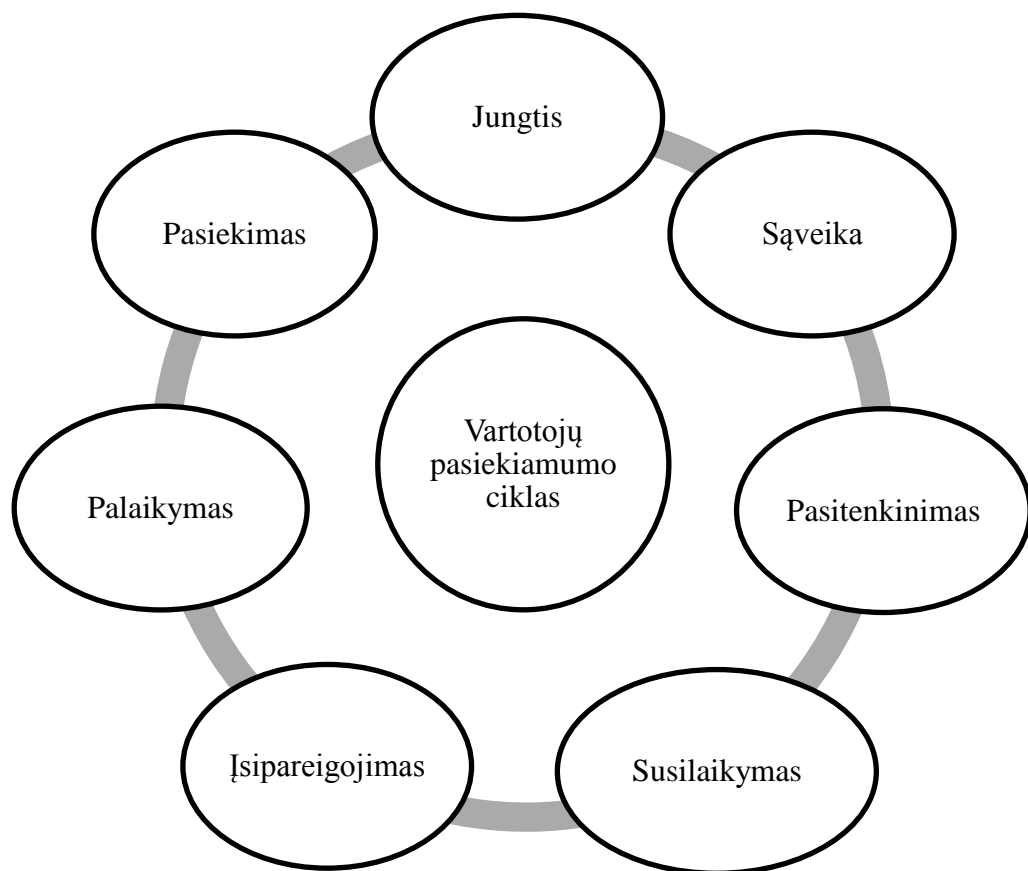 Jungtis
Sąveika
Pasitenkinimas
Susilaikymas
Įsipareigojimas
Palaikymas
Pasiekimas
Vartotojų
pasiekiamumo
ciklas